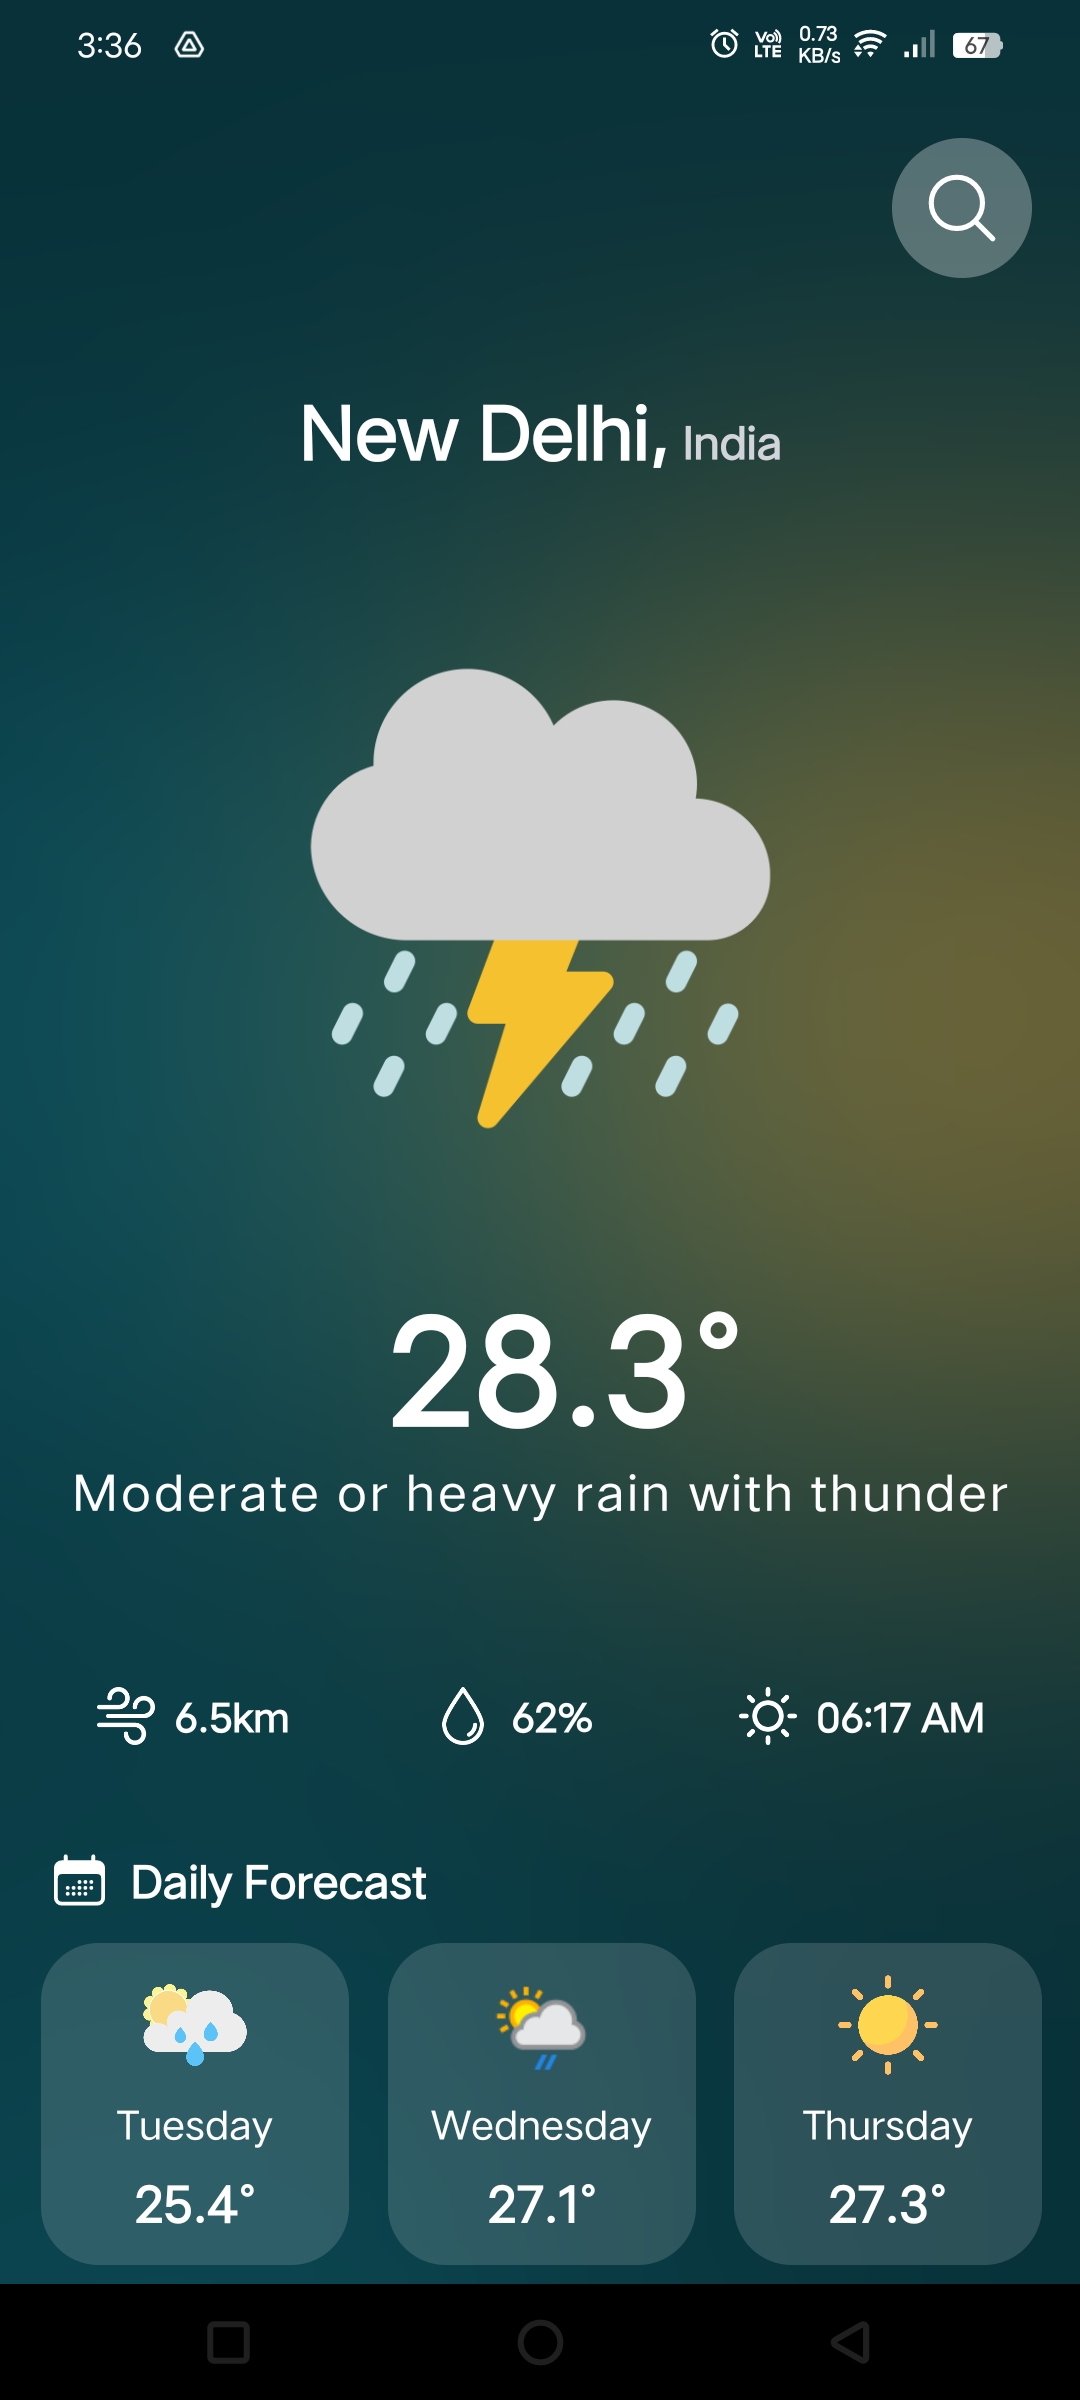 3:36 Vo) LTE 0.73 KB/s 67
New Delhi, India
28.3°
Moderate or heavy rain with thunder
6.5km 62% 06:17 AM
Daily Forecast
Tuesday Wednesday Thursday
25.4° 27.1° 27.3°